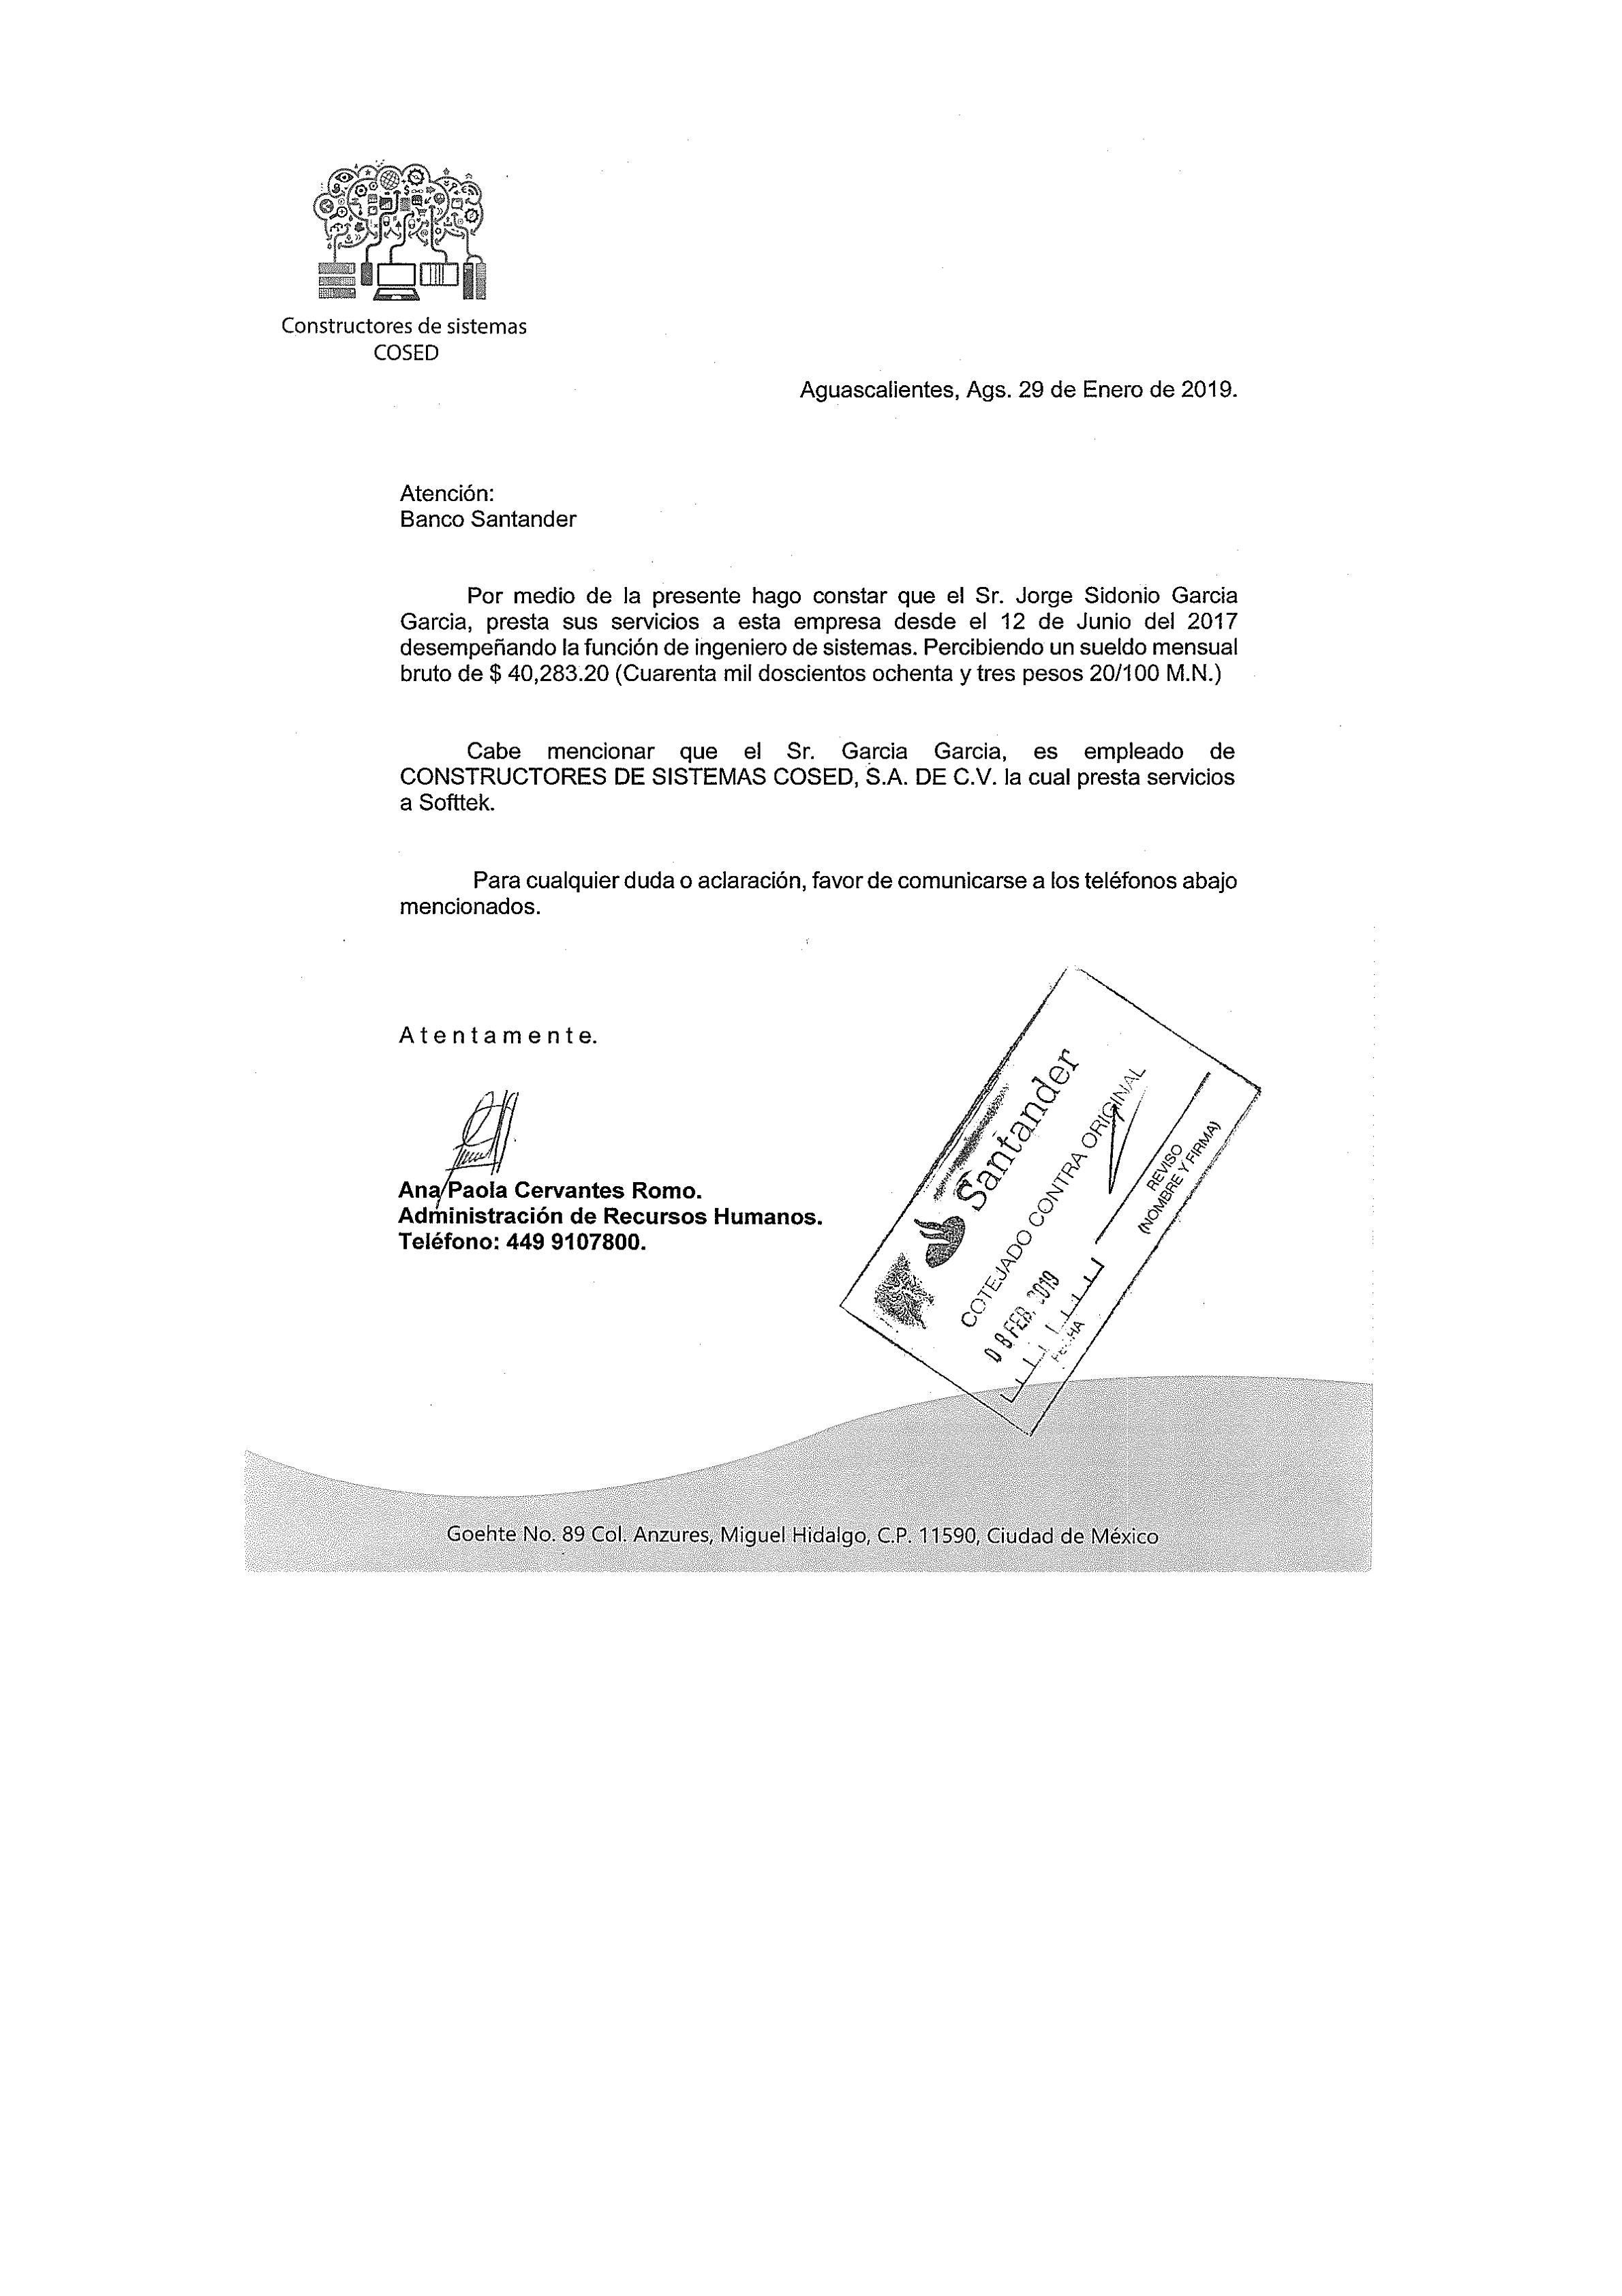 Constructores de sistemas
COSED
Aguascalientes, Ags. 29 de Enero de 2019.
Atención:
Banco Santander
Por medio de la presente hago constar que el Sr. Jorge Sidonio Garcia
Garcia, presta sus servicios a esta empresa desde el 12 de Junio del 2017
desempeñando la función de ingeniero de sistemas. Percibiendo un sueldo mensual
bruto de $ 40,283.20 (Cuarenta mil doscientos ochenta y tres pesos 20/100 M.N.)
Cabe mencionar que el Sr. Garcia Garcia, es empleado de
CONSTRUCTORES DE SISTEMAS COSED, S.A. DE C.V. la cual presta servicios
a Softtek.
Para cualquier duda o aclaración, favor de comunicarse a los teléfonos abajo
mencionados.
Atentamente.
Ana Paola Cervantes Romo.
Administración de Recursos Humanos.
Teléfono: 449 9107800.
Santander
COTEJADO CONTRA ORIGINAL
08 FEB. 2019
FECHA
REVISO
(NOMBRE Y FIRMA)
Goehte No. 89 Col. Anzures, Miguel Hidalgo, C.P. 11590, Ciudad de México